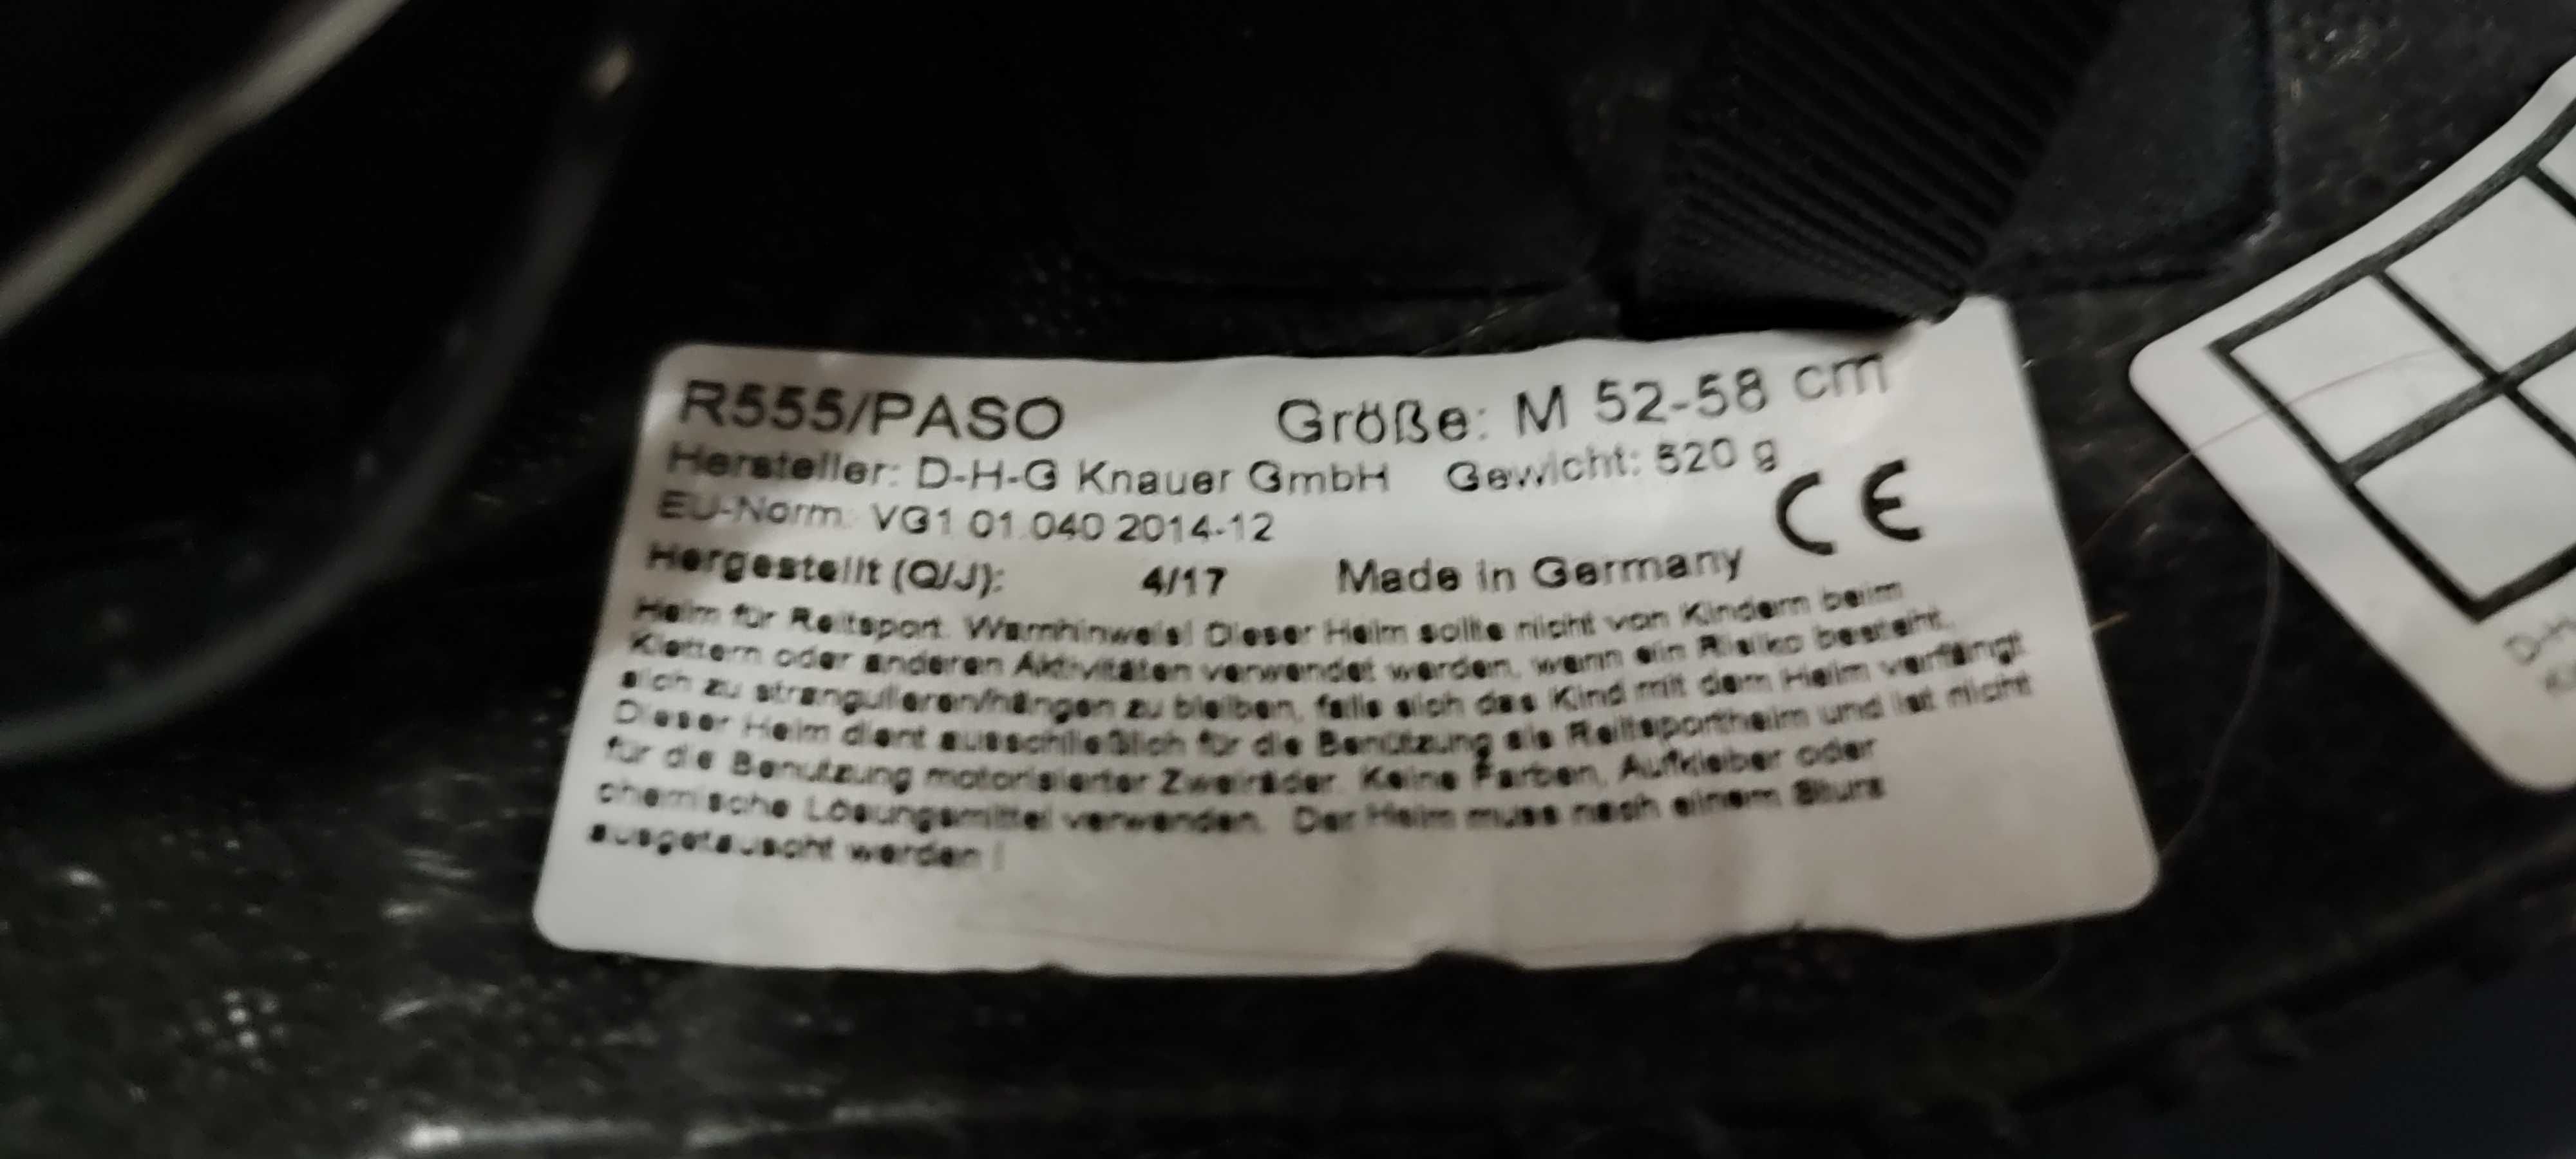 R555/PASO Größe: M 52-58 cm
Hersteller: D-H-G Knauer GmbH Gewicht: 520 g
EU-Norm: VG1 01.040 2014-12
CE
Hergestellt (Q/J): 4/17 Made in Germany
Helm für Reitsport. Warnhinweis! Dieser Helm sollte nicht von Kindern beim
Klettern oder anderen Aktivitäten verwendet werden, wenn ein Risiko besteht,
sich zu strangulieren/hängen zu bleiben, falls sich das Kind mit dem Helm verfängt
Dieser Helm dient ausschließlich für die Benützung als Reitsporthelm und ist nicht
für die Benutzung motorisierter Zweiräder. Keine Farben, Aufkleber oder
chemische Lösungsmittel verwenden. Der Helm muss nach einem Sturz
ausgetauscht werden !
D-H